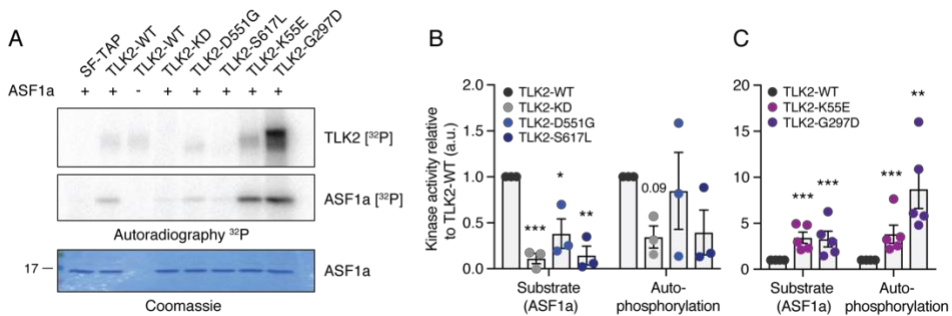 A
SF-TAP
TLK2-WT
TLK2-WT
TLK2-KD
TLK2-D551G
TLK2-S617L
TLK2-K55E
TLK2-G297D
ASF1a + + - + + + + +
TLK2 [³²P]
ASF1a [³²P]
Autoradiography ³²P
17
ASF1a
Coomassie
B
Kinase activity relative
to TLK2-WT (a.u.)
2.0
1.5
1.0
0.5
0.0
TLK2-WT
TLK2-KD
TLK2-D551G
TLK2-S617L
***
*
**
0.09
Substrate
(ASF1a)
Auto-
phosphorylation
C
20
15
10
5
0
TLK2-WT
TLK2-K55E
TLK2-G297D
***
***
***
**
Substrate
(ASF1a)
Auto-
phosphorylation